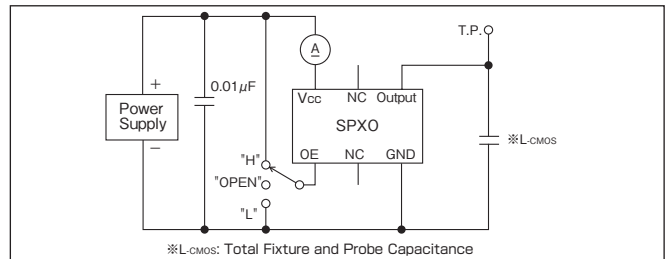 T.P.
A
0.01μF
+
Vcc NC Output
Power
Supply
SPXO
※L-CMOS
−
OE NC GND
"H"
"OPEN"
"L"
※L-CMOS: Total Fixture and Probe Capacitance